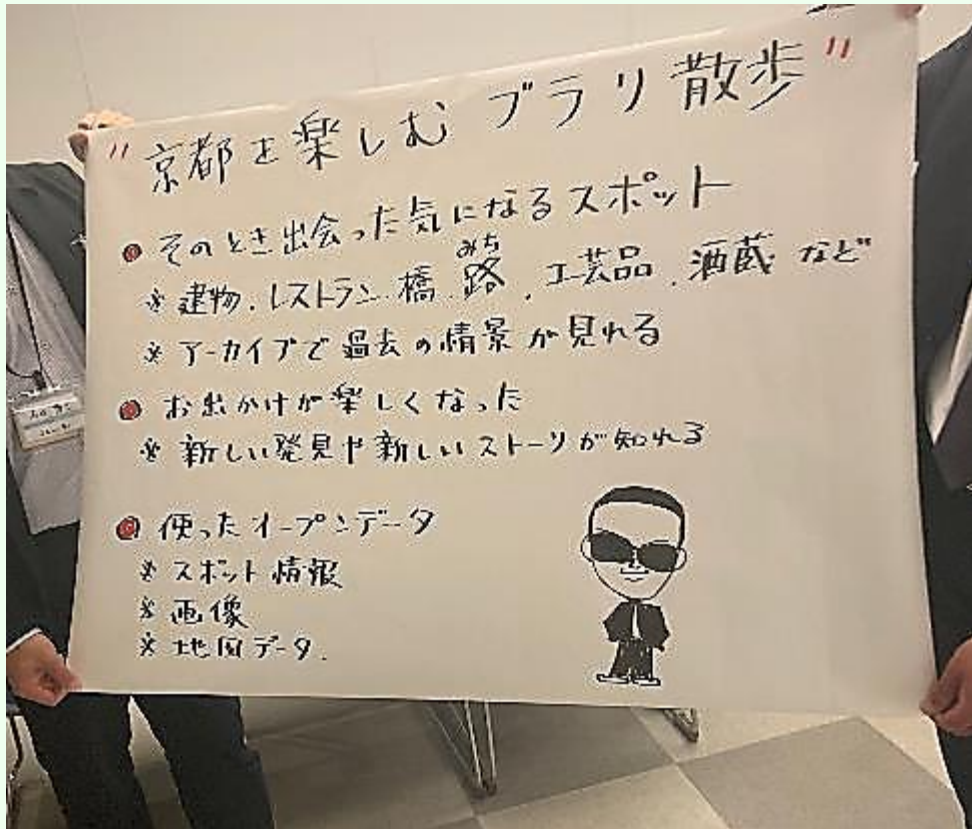 "京都を楽しむブラリ散歩"
● そのとき出会った気になるスポット
※ 建物、レストラン、橋、路(みち)、工芸品、酒蔵 など
※ アーカイブで過去の情景が見れる
● お出かけが楽しくなった
※ 新しい発見や新しいストーリが知れる
● 使ったオープンデータ
※ スポット情報
※ 画像
※ 地図データ.